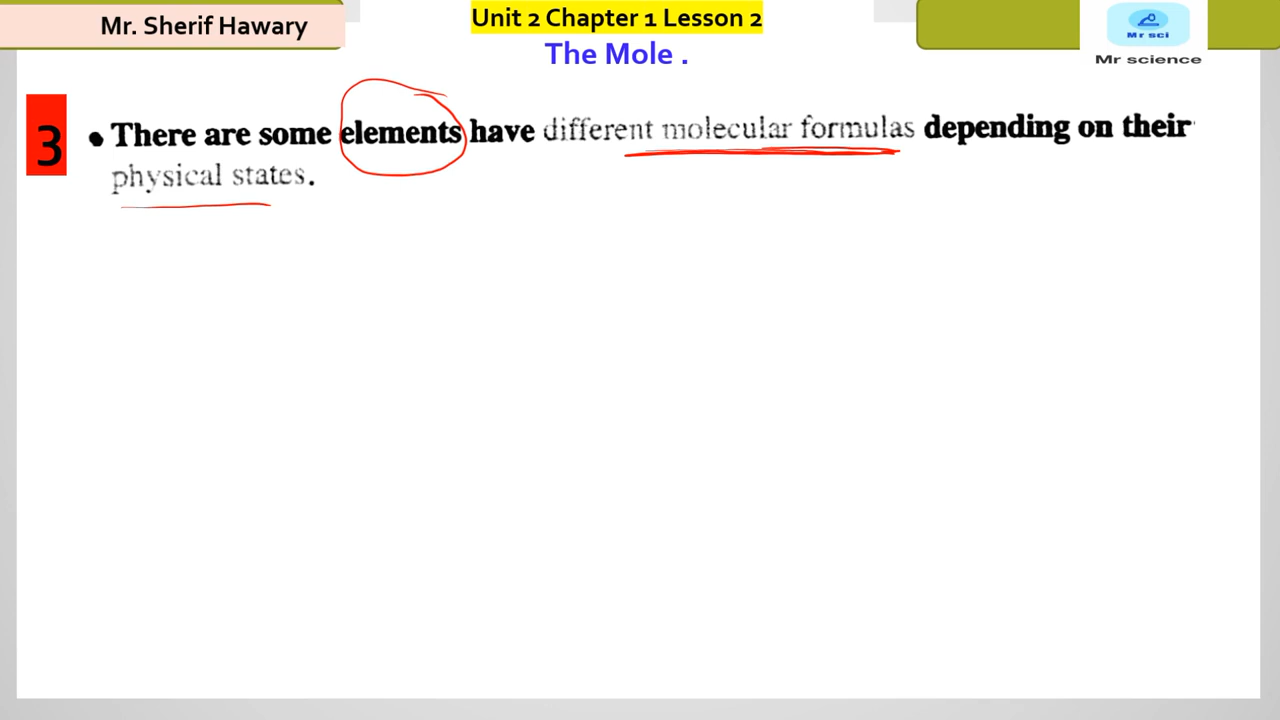 Mr. Sherif Hawary
Unit 2 Chapter 1 Lesson 2
The Mole .
Mr sci
Mr science
3
• There are some elements have different molecular formulas depending on their
physical states.